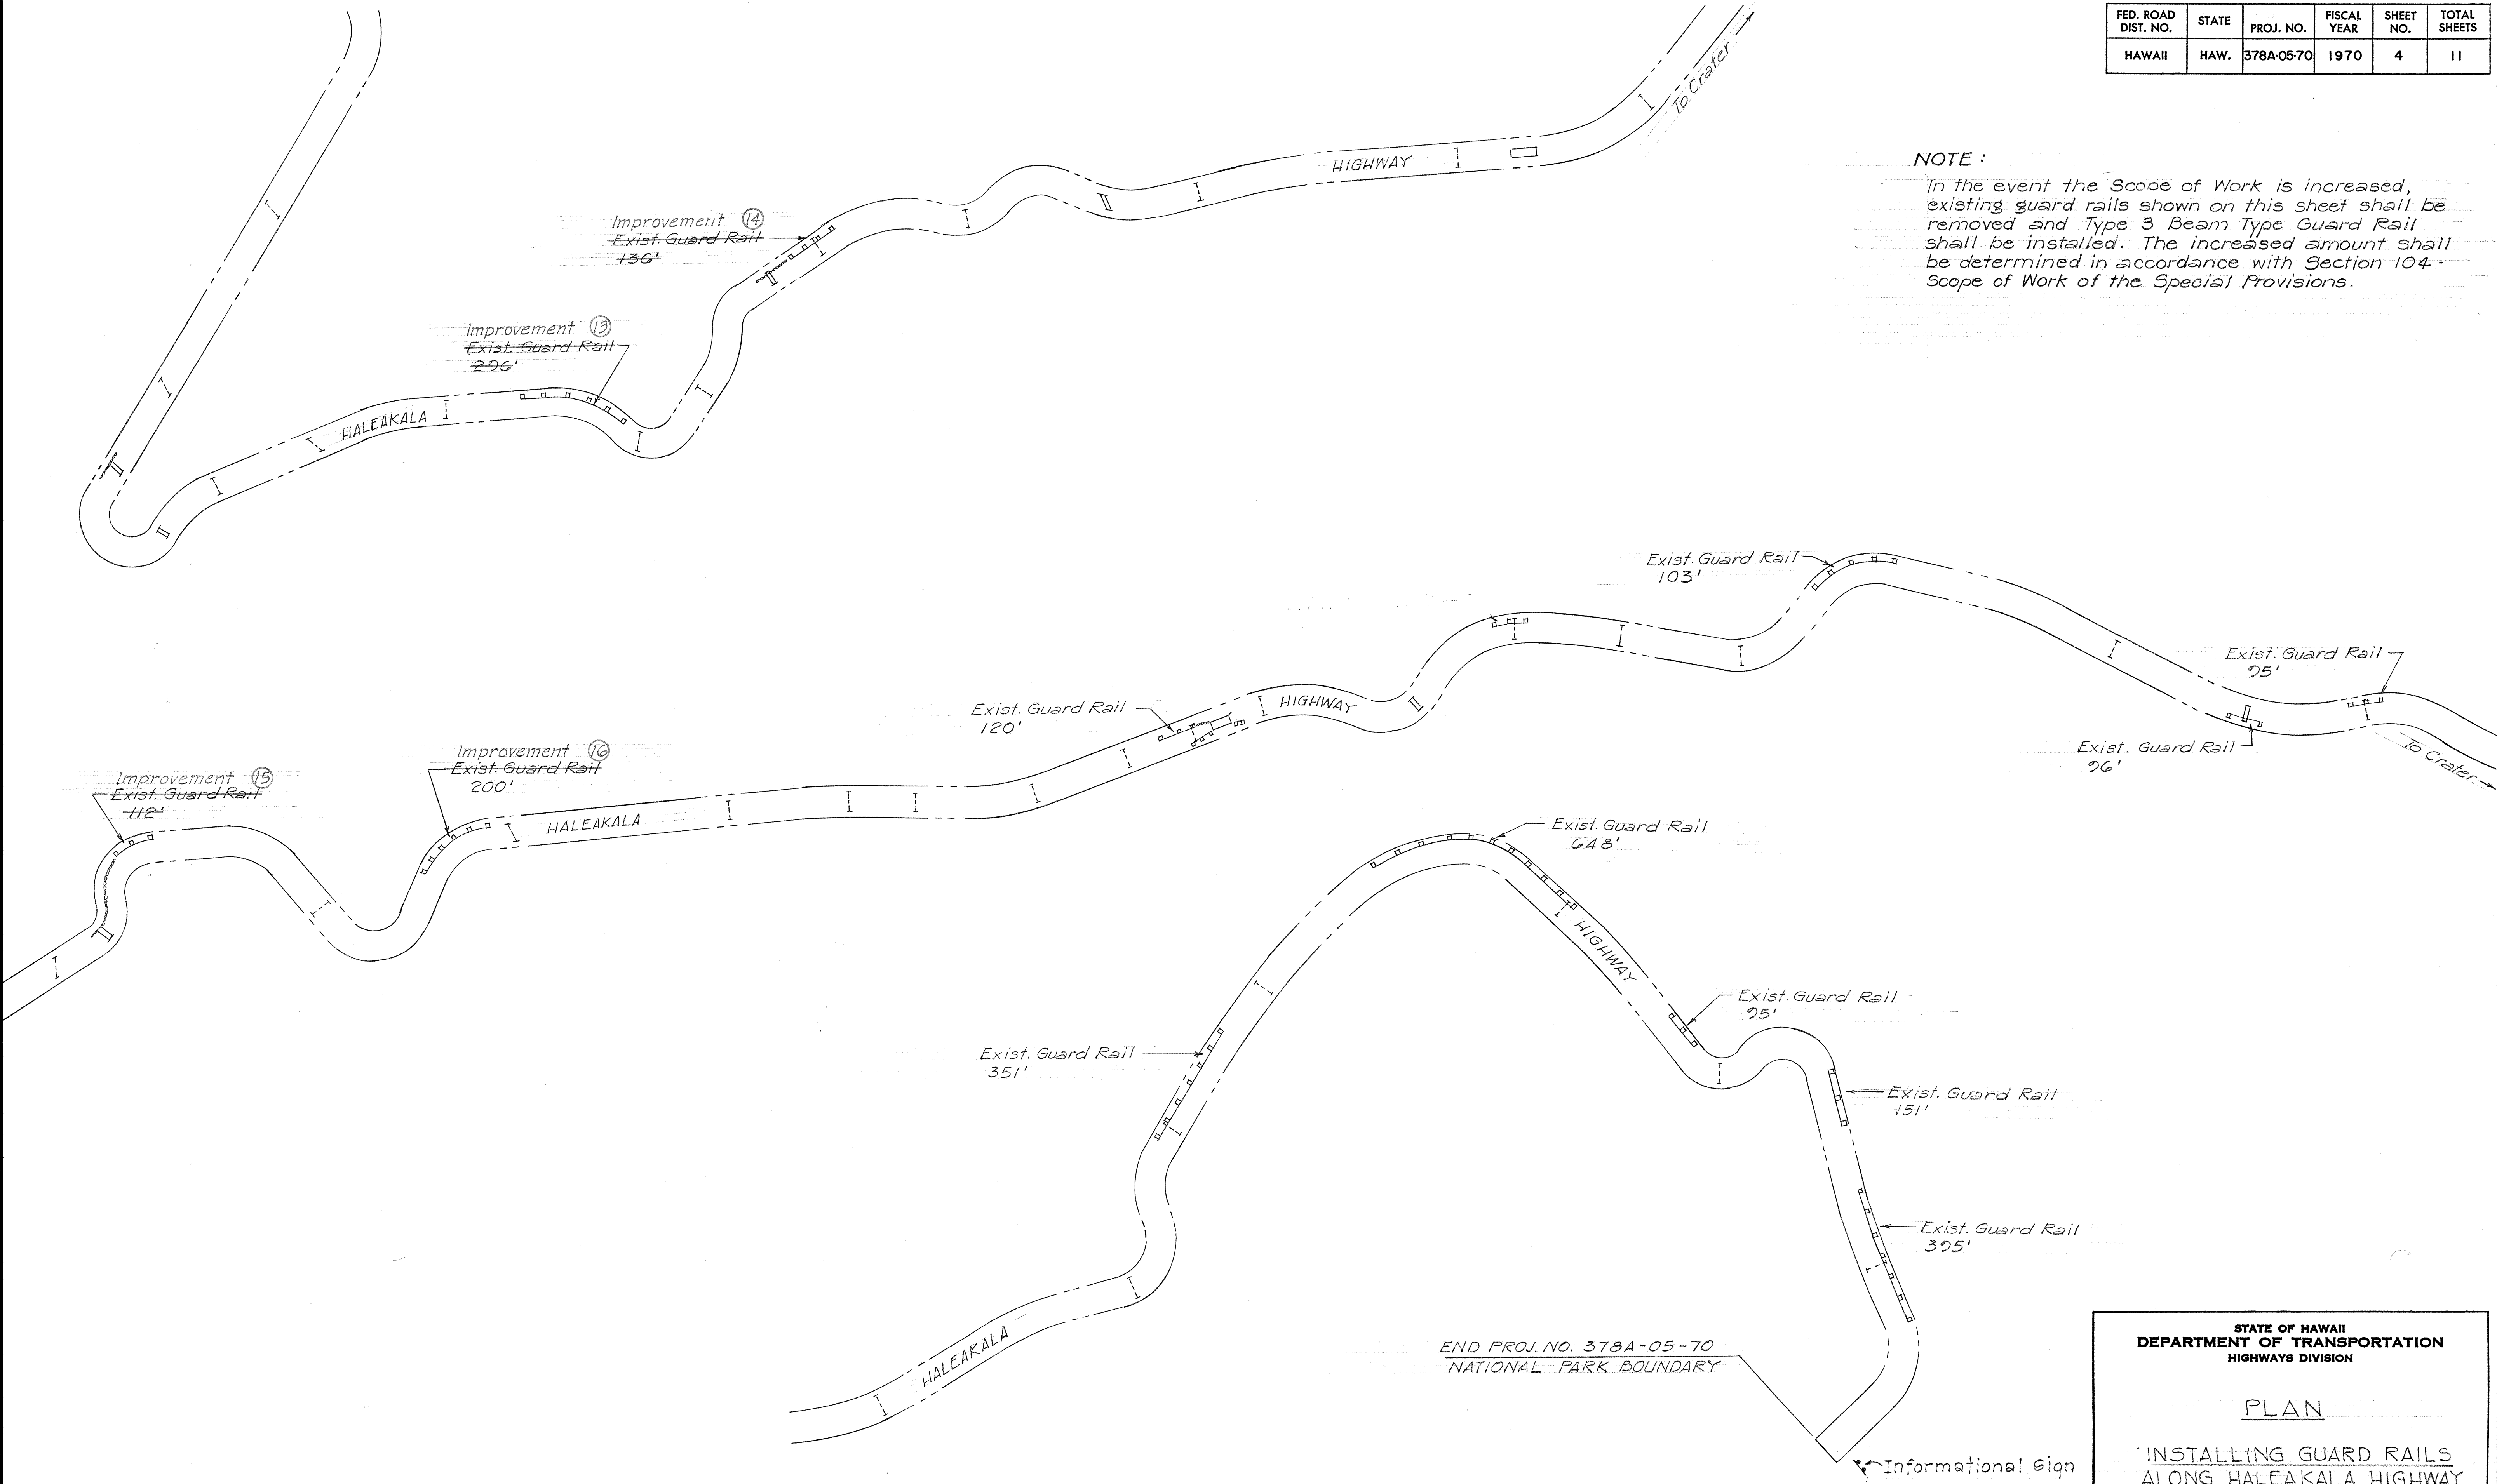 FED. ROAD DIST. NO. STATE PROJ. NO. FISCAL YEAR SHEET NO. TOTAL SHEETS
HAWAII HAW. 378A-05-70 1970 4 11
To Crater
HIGHWAY
NOTE :
In the event the Scope of Work is increased,
existing guard rails shown on this sheet shall be
removed and Type 3 Beam Type Guard Rail
shall be installed. The increased amount shall
be determined in accordance with Section 104 -
Scope of Work of the Special Provisions.
Improvement 14
Exist. Guard Rail
136'
Improvement 13
Exist. Guard Rail
296'
HALEAKALA
Exist. Guard Rail
103'
Exist. Guard Rail
95'
Exist. Guard Rail
120'
HIGHWAY
Exist. Guard Rail
96'
To Crater
Improvement 16
Exist. Guard Rail
200'
Improvement 15
Exist. Guard Rail
112'
HALEAKALA
Exist. Guard Rail
648'
HIGHWAY
Exist. Guard Rail
95'
Exist. Guard Rail
351'
Exist. Guard Rail
151'
Exist. Guard Rail
395'
HALEAKALA
END PROJ. NO. 378A-05-70
NATIONAL PARK BOUNDARY
Informational Sign
STATE OF HAWAII
DEPARTMENT OF TRANSPORTATION
HIGHWAYS DIVISION
PLAN
INSTALLING GUARD RAILS
ALONG HALEAKALA HIGHWAY